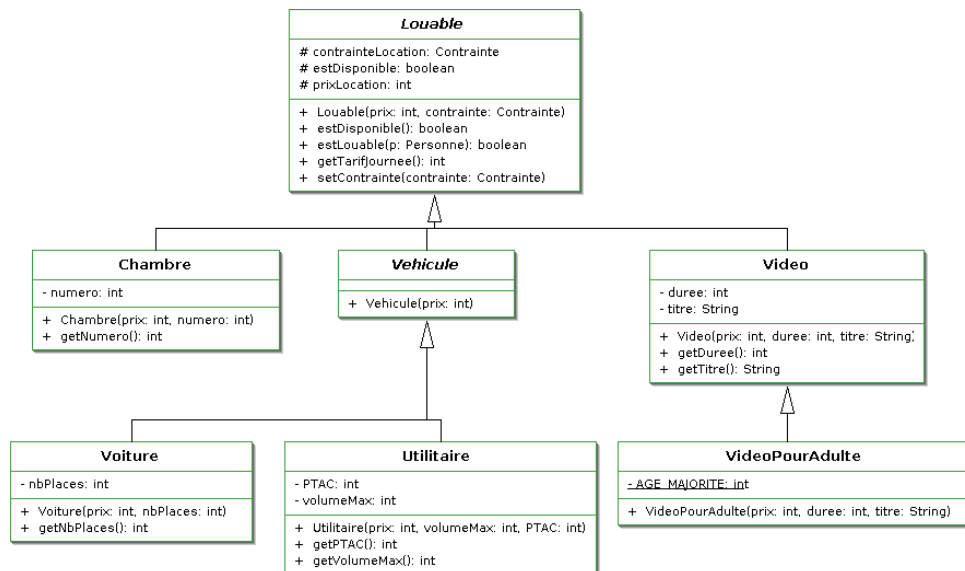 Louable
# contrainteLocation: Contrainte
# estDisponible: boolean
# prixLocation: int
+ Louable(prix: int, contrainte: Contrainte)
+ estDisponible(): boolean
+ estLouable(p: Personne): boolean
+ getTarifJournee(): int
+ setContrainte(contrainte: Contrainte)
Chambre
- numero: int
+ Chambre(prix: int, numero: int)
+ getNumero(): int
Vehicule
+ Vehicule(prix: int)
Video
- duree: int
- titre: String
+ Video(prix: int, duree: int, titre: String)
+ getDuree(): int
+ getTitre(): String
Voiture
- nbPlaces: int
+ Voiture(prix: int, nbPlaces: int)
+ getNbPlaces(): int
Utilitaire
- PTAC: int
- volumeMax: int
+ Utilitaire(prix: int, volumeMax: int, PTAC: int)
+ getPTAC(): int
+ getVolumeMax(): int
VideoPourAdulte
- AGE_MAJORITE: int
+ VideoPourAdulte(prix: int, duree: int, titre: String)